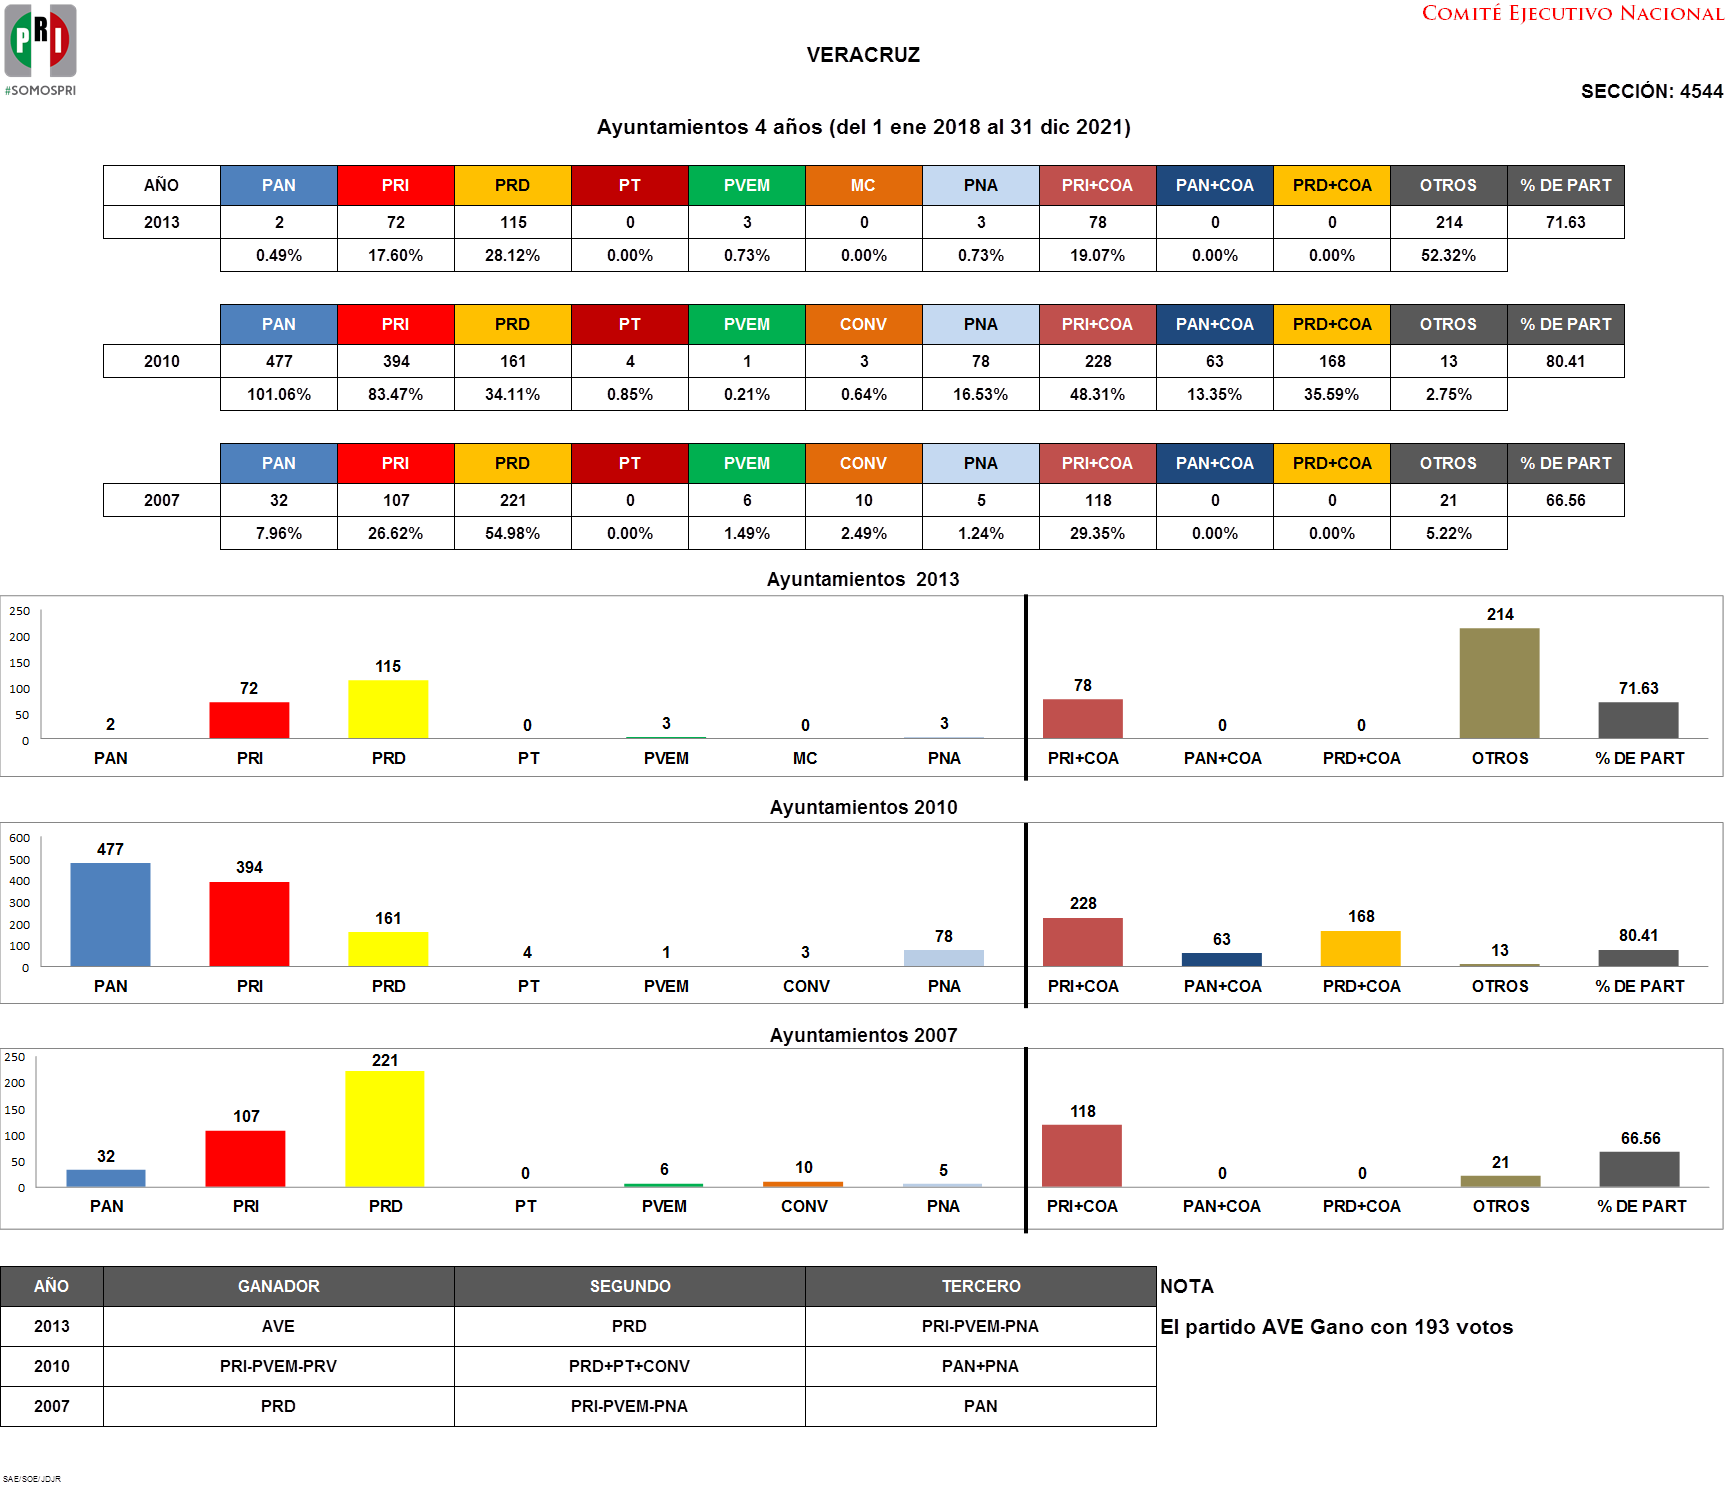 PRI
#SOMOSPRI
COMITÉ EJECUTIVO NACIONAL
VERACRUZ
SECCIÓN: 4544
Ayuntamientos 4 años (del 1 ene 2018 al 31 dic 2021)
AÑO PAN PRI PRD PT PVEM MC PNA PRI+COA PAN+COA PRD+COA OTROS % DE PART
2013 2 72 115 0 3 0 3 78 0 0 214 71.63
0.49% 17.60% 28.12% 0.00% 0.73% 0.00% 0.73% 19.07% 0.00% 0.00% 52.32%
PAN PRI PRD PT PVEM CONV PNA PRI+COA PAN+COA PRD+COA OTROS % DE PART
2010 477 394 161 4 1 3 78 228 63 168 13 80.41
101.06% 83.47% 34.11% 0.85% 0.21% 0.64% 16.53% 48.31% 13.35% 35.59% 2.75%
PAN PRI PRD PT PVEM CONV PNA PRI+COA PAN+COA PRD+COA OTROS % DE PART
2007 32 107 221 0 6 10 5 118 0 0 21 66.56
7.96% 26.62% 54.98% 0.00% 1.49% 2.49% 1.24% 29.35% 0.00% 0.00% 5.22%
Ayuntamientos 2013
250
200
150
100
50
0
2 72 115 0 3 0 3 78 0 0 214 71.63
PAN PRI PRD PT PVEM MC PNA PRI+COA PAN+COA PRD+COA OTROS % DE PART
Ayuntamientos 2010
600
500
400
300
200
100
0
477 394 161 4 1 3 78 228 63 168 13 80.41
PAN PRI PRD PT PVEM CONV PNA PRI+COA PAN+COA PRD+COA OTROS % DE PART
Ayuntamientos 2007
250
200
150
100
50
0
32 107 221 0 6 10 5 118 0 0 21 66.56
PAN PRI PRD PT PVEM CONV PNA PRI+COA PAN+COA PRD+COA OTROS % DE PART
AÑO GANADOR SEGUNDO TERCERO NOTA
2013 AVE PRD PRI-PVEM-PNA El partido AVE Gano con 193 votos
2010 PRI-PVEM-PRV PRD+PT+CONV PAN+PNA
2007 PRD PRI-PVEM-PNA PAN
SAE/SOE/JDJR